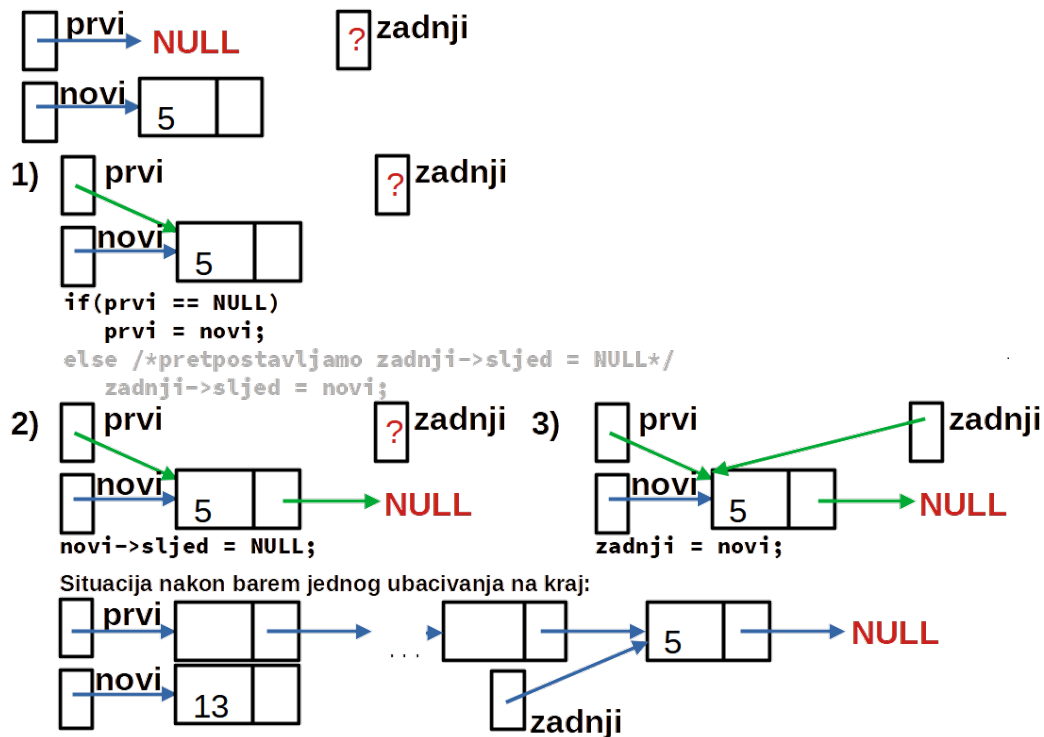 prvi
NULL
? zadnji
novi
5
1) prvi
? zadnji
novi
5
if(prvi == NULL)
prvi = novi;
else /*pretpostavljamo zadnji->sljed = NULL*/
zadnji->sljed = novi;
2) prvi
? zadnji
novi
5
NULL
novi->sljed = NULL;
3) prvi
zadnji
novi
5
NULL
zadnji = novi;
Situacija nakon barem jednog ubacivanja na kraj:
prvi
...
5
NULL
novi
13
zadnji